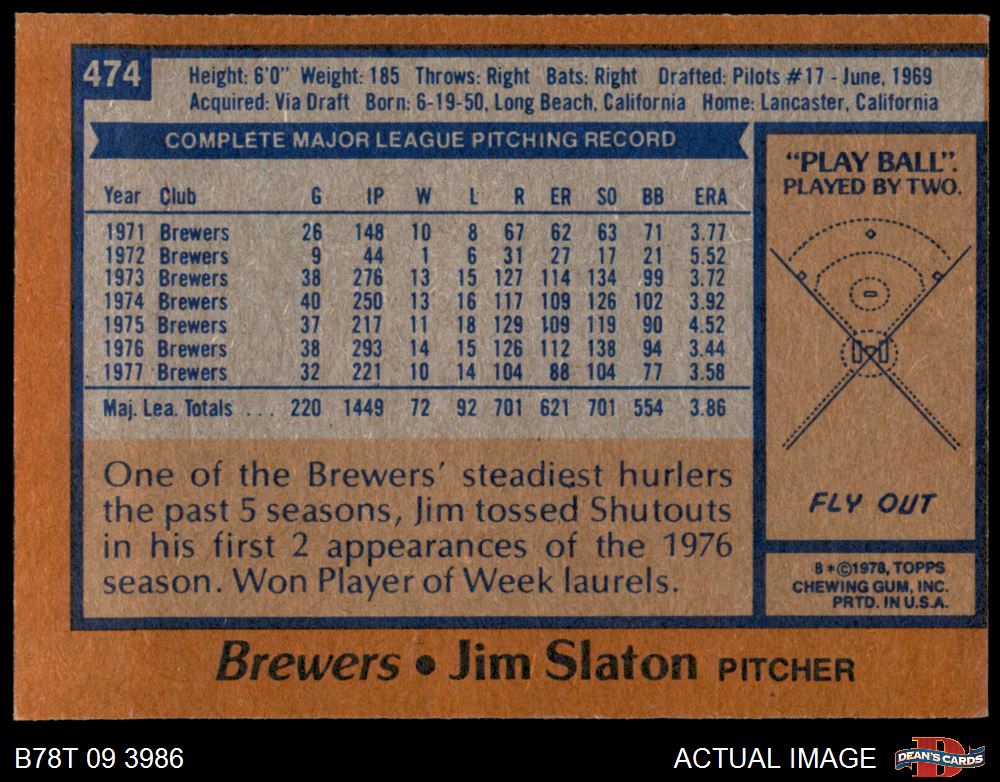 474
Height: 6'0" Weight: 185 Throws: Right Bats: Right Drafted: Pilots #17 - June, 1969
Acquired: Via Draft Born: 6-19-50, Long Beach, California Home: Lancaster, California
COMPLETE MAJOR LEAGUE PITCHING RECORD
Year Club G IP W L R ER SO BB ERA
1971 Brewers 26 148 10 8 67 62 63 71 3.77
1972 Brewers 9 44 1 6 31 27 17 21 5.52
1973 Brewers 38 276 13 15 127 114 134 99 3.72
1974 Brewers 40 250 13 16 117 109 126 102 3.92
1975 Brewers 37 217 11 18 129 109 119 90 4.52
1976 Brewers 38 293 14 15 126 112 138 94 3.44
1977 Brewers 32 221 10 14 104 88 104 77 3.58
Maj. Lea. Totals ... 220 1449 72 92 701 621 701 554 3.86
One of the Brewers' steadiest hurlers
the past 5 seasons, Jim tossed Shutouts
in his first 2 appearances of the 1976
season. Won Player of Week laurels.
"PLAY BALL".
PLAYED BY TWO.
FLY OUT
B*©1978, TOPPS
CHEWING GUM, INC.
PRTD. IN U.S.A.
Brewers • Jim Slaton PITCHER
B78T 09 3986
ACTUAL IMAGE
D
DEAN'S CARDS